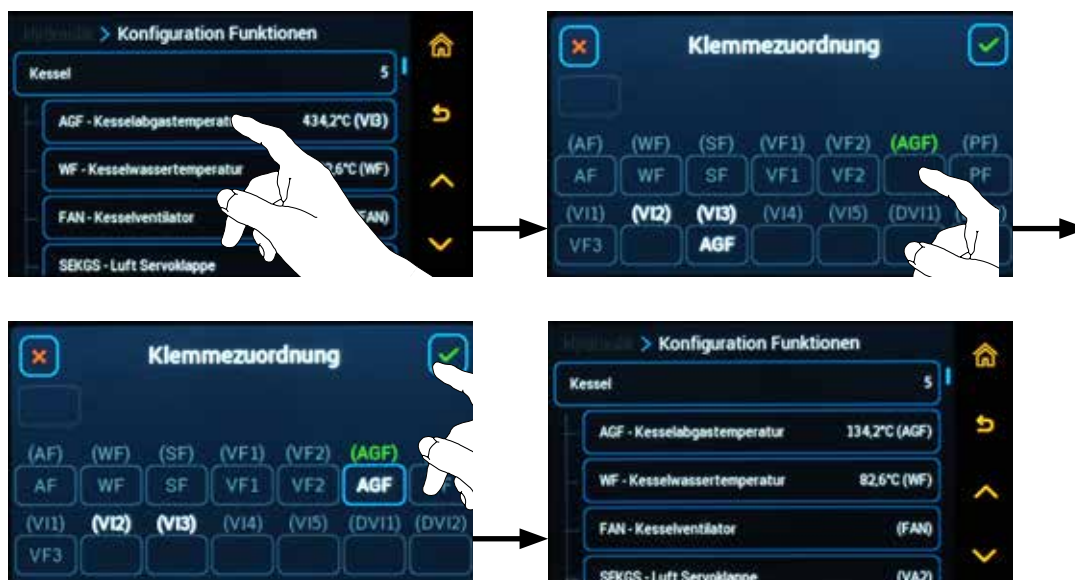 > Konfiguration Funktionen
Kessel 5
AGF - Kesselabgastemperatur 434,2°C (VI3)
WF - Kesselwassertemperatur 2,6°C (WF)
FAN - Kesselventilator FAN)
SEKGS - Luft Servoklappe
Klemmezuordnung
(AF) (WF) (SF) (VF1) (VF2) (AGF) (PF)
AF WF SF VF1 VF2 PF
(VI1) (VI2) (VI3) (VI4) (VI5) (DVI1)
VF3 AGF
Klemmezuordnung
(AF) (WF) (SF) (VF1) (VF2) (AGF)
AF WF SF VF1 VF2 AGF
(VI1) (VI2) (VI3) (VI4) (VI5) (DVI1) (DVI2)
VF3
> Konfiguration Funktionen
Kessel 5
AGF - Kesselabgastemperatur 134,2°C (AGF)
WF - Kesselwassertemperatur 82,6°C (WF)
FAN - Kesselventilator (FAN)
SEKGS - Luft Servoklappe (VA2)